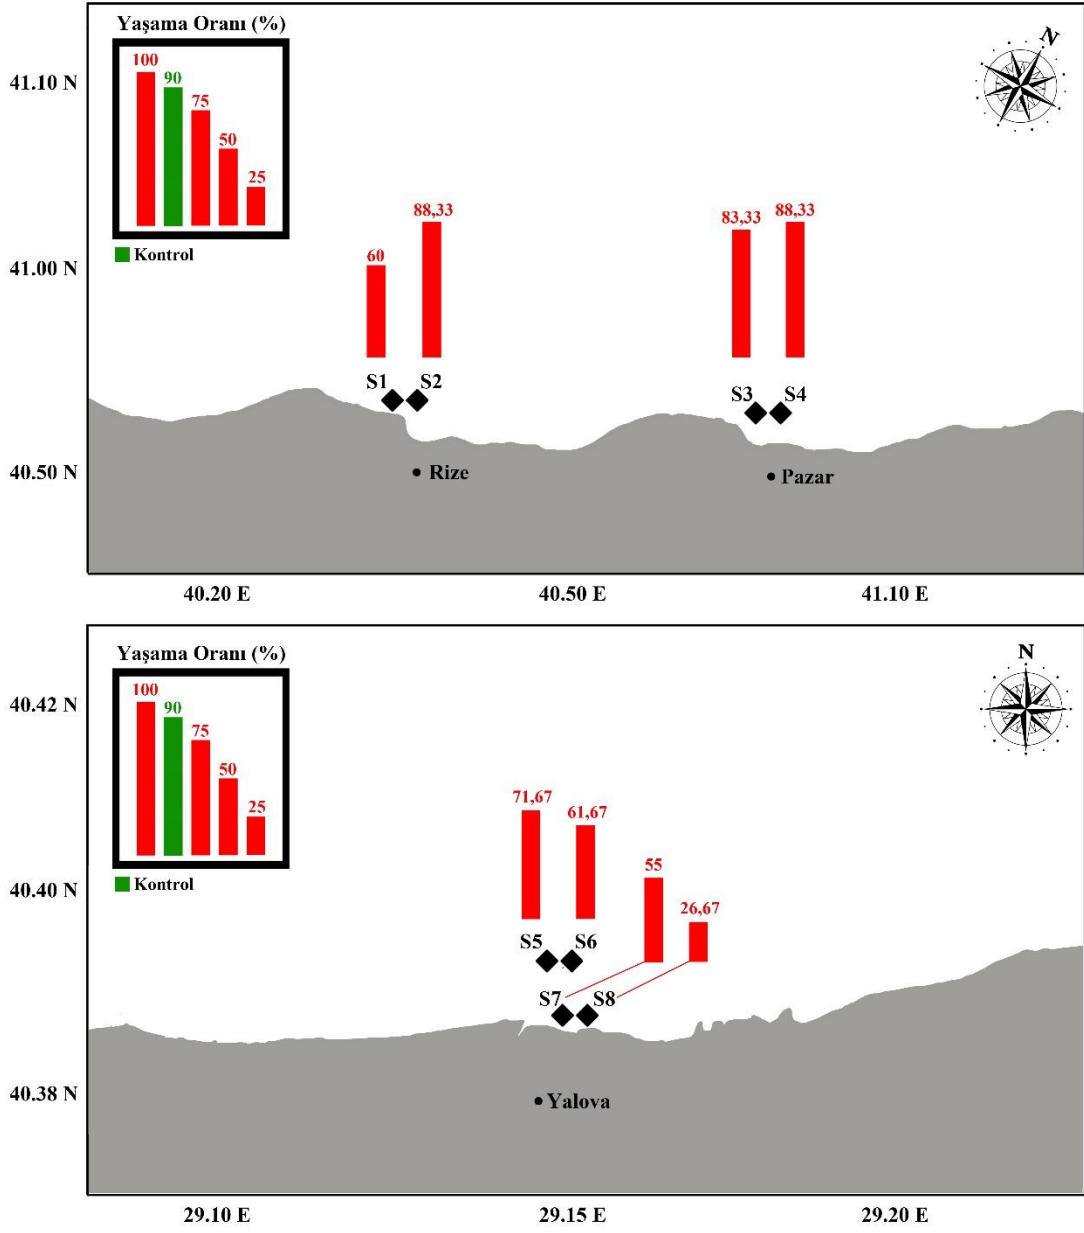 Yaşama Oranı (%)
100
90
75
50
25
Kontrol
N
41.10 N
41.00 N
40.50 N
60
88,33
83,33
88,33
S1
S2
S3
S4
Rize
Pazar
40.20 E
40.50 E
41.10 E
Yaşama Oranı (%)
100
90
75
50
25
Kontrol
N
40.42 N
40.40 N
40.38 N
71,67
61,67
55
26,67
S5
S6
S7
S8
Yalova
29.10 E
29.15 E
29.20 E